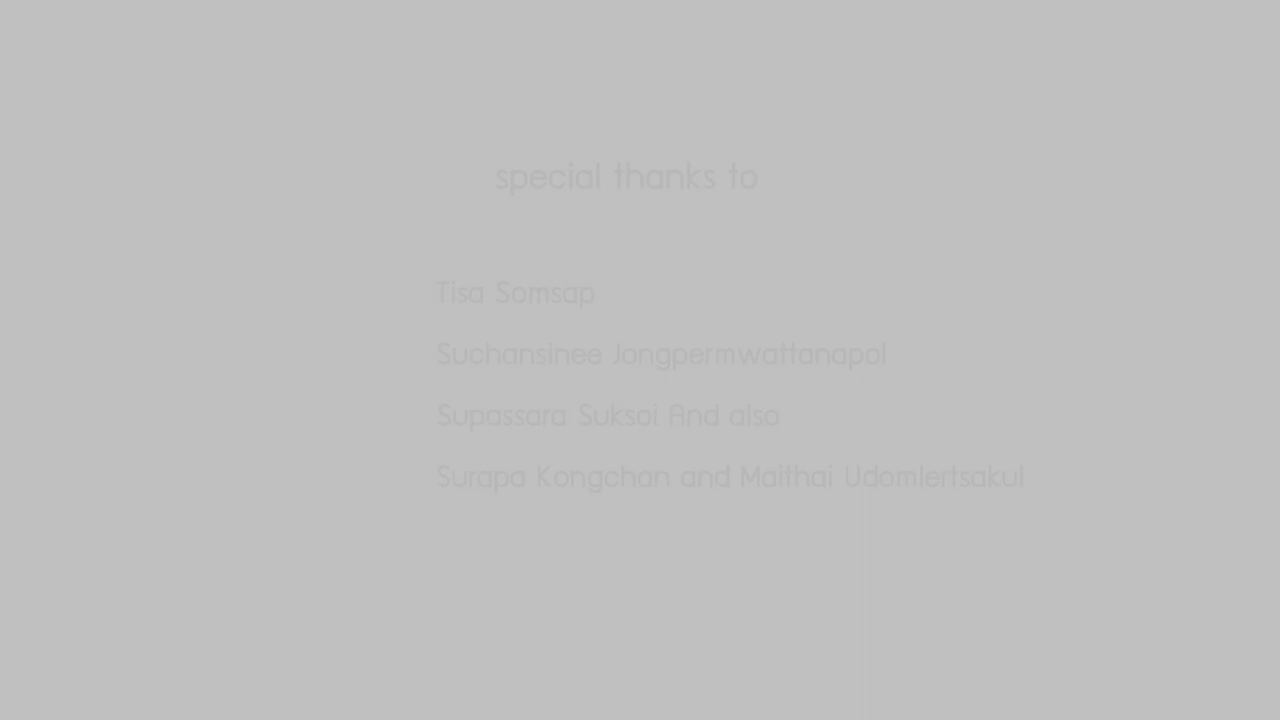 special thanks to
Tisa Somsap
Suchansinee Jongpermwattanapol
Supassara Suksai And also
Surapa Kongchan and Maithai Udomlertsakul